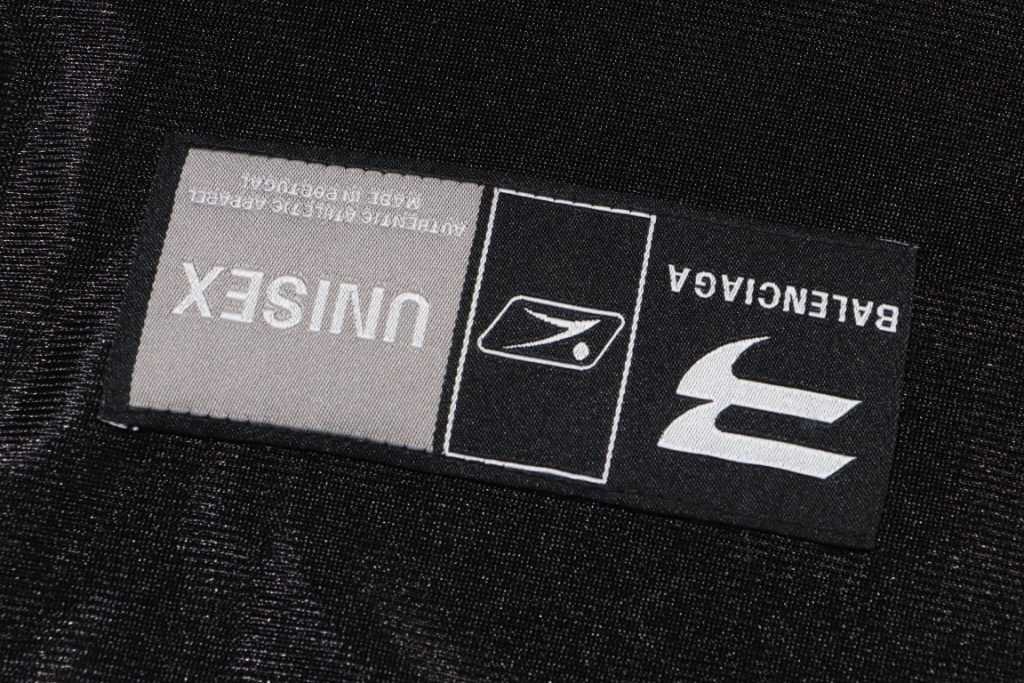 BALENCIAGA
UNISEX
AUTHENTIC ATHLETIC APPAREL
MADE IN PORTUGAL